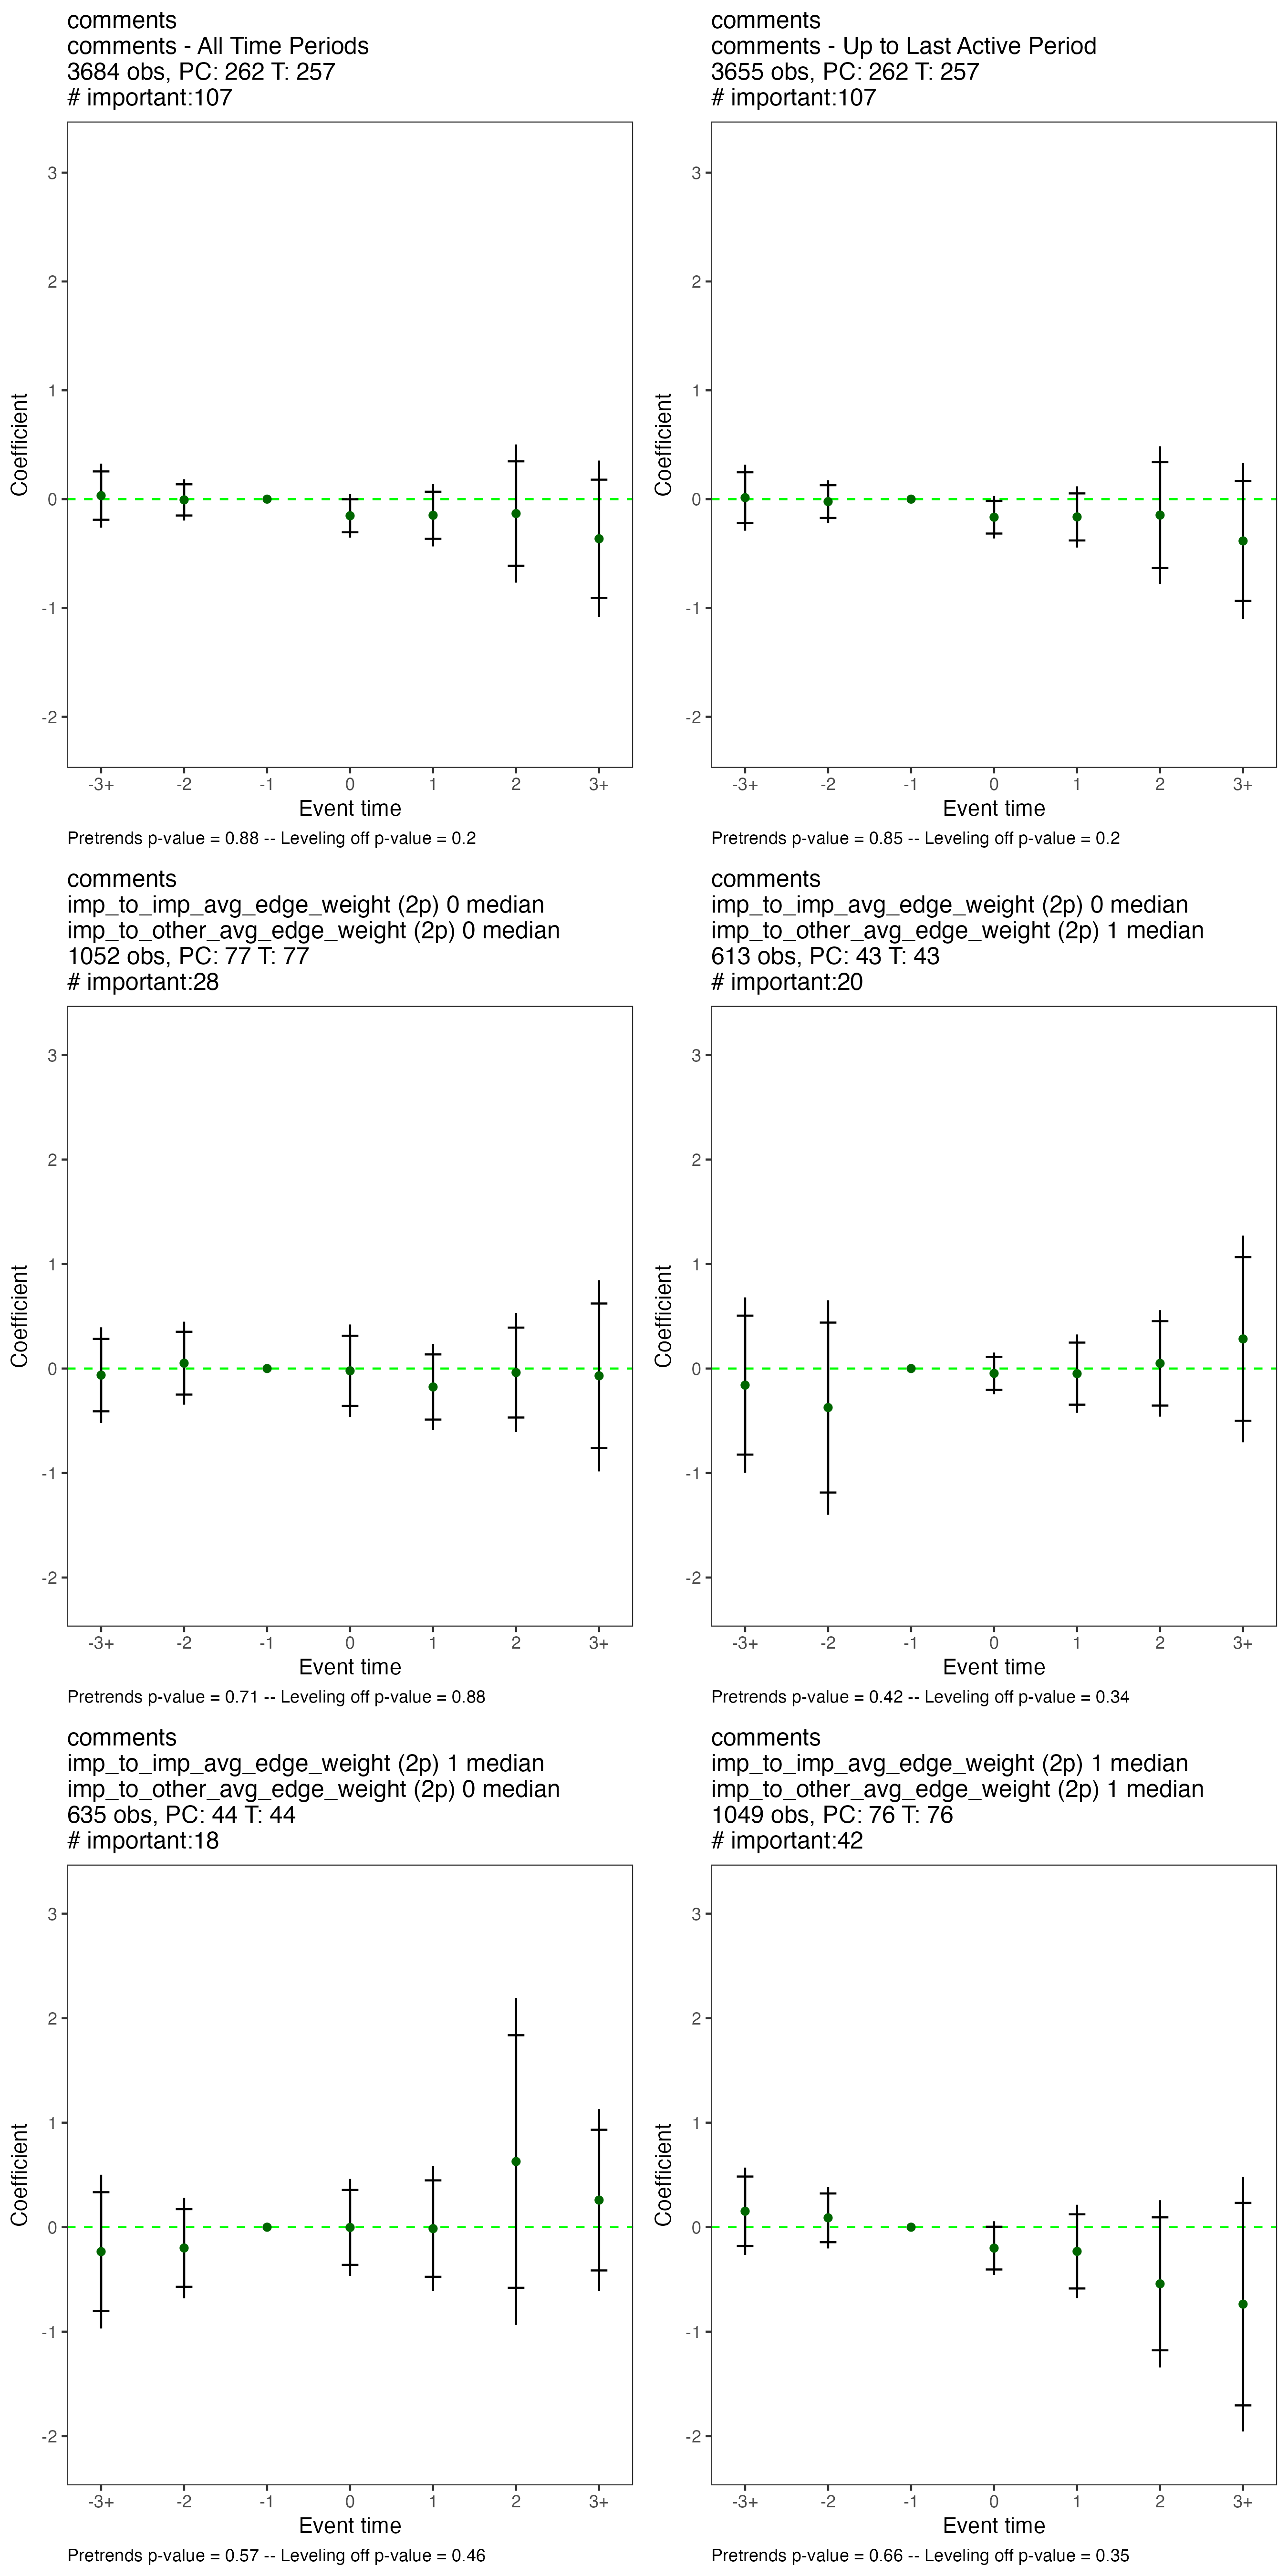 comments
comments - All Time Periods
3684 obs, PC: 262 T: 257
# important:107
3
2
1
0
-1
-2
Coefficient
-3+ -2 -1 0 1 2 3+
Event time
Pretrends p-value = 0.88 -- Leveling off p-value = 0.2
comments
comments - Up to Last Active Period
3655 obs, PC: 262 T: 257
# important:107
3
2
1
0
-1
-2
Coefficient
-3+ -2 -1 0 1 2 3+
Event time
Pretrends p-value = 0.85 -- Leveling off p-value = 0.2
comments
imp_to_imp_avg_edge_weight (2p) 0 median
imp_to_other_avg_edge_weight (2p) 0 median
1052 obs, PC: 77 T: 77
# important:28
3
2
1
0
-1
-2
Coefficient
-3+ -2 -1 0 1 2 3+
Event time
Pretrends p-value = 0.71 -- Leveling off p-value = 0.88
comments
imp_to_imp_avg_edge_weight (2p) 0 median
imp_to_other_avg_edge_weight (2p) 1 median
613 obs, PC: 43 T: 43
# important:20
3
2
1
0
-1
-2
Coefficient
-3+ -2 -1 0 1 2 3+
Event time
Pretrends p-value = 0.42 -- Leveling off p-value = 0.34
comments
imp_to_imp_avg_edge_weight (2p) 1 median
imp_to_other_avg_edge_weight (2p) 0 median
635 obs, PC: 44 T: 44
# important:18
3
2
1
0
-1
-2
Coefficient
-3+ -2 -1 0 1 2 3+
Event time
Pretrends p-value = 0.57 -- Leveling off p-value = 0.46
comments
imp_to_imp_avg_edge_weight (2p) 1 median
imp_to_other_avg_edge_weight (2p) 1 median
1049 obs, PC: 76 T: 76
# important:42
3
2
1
0
-1
-2
Coefficient
-3+ -2 -1 0 1 2 3+
Event time
Pretrends p-value = 0.66 -- Leveling off p-value = 0.35